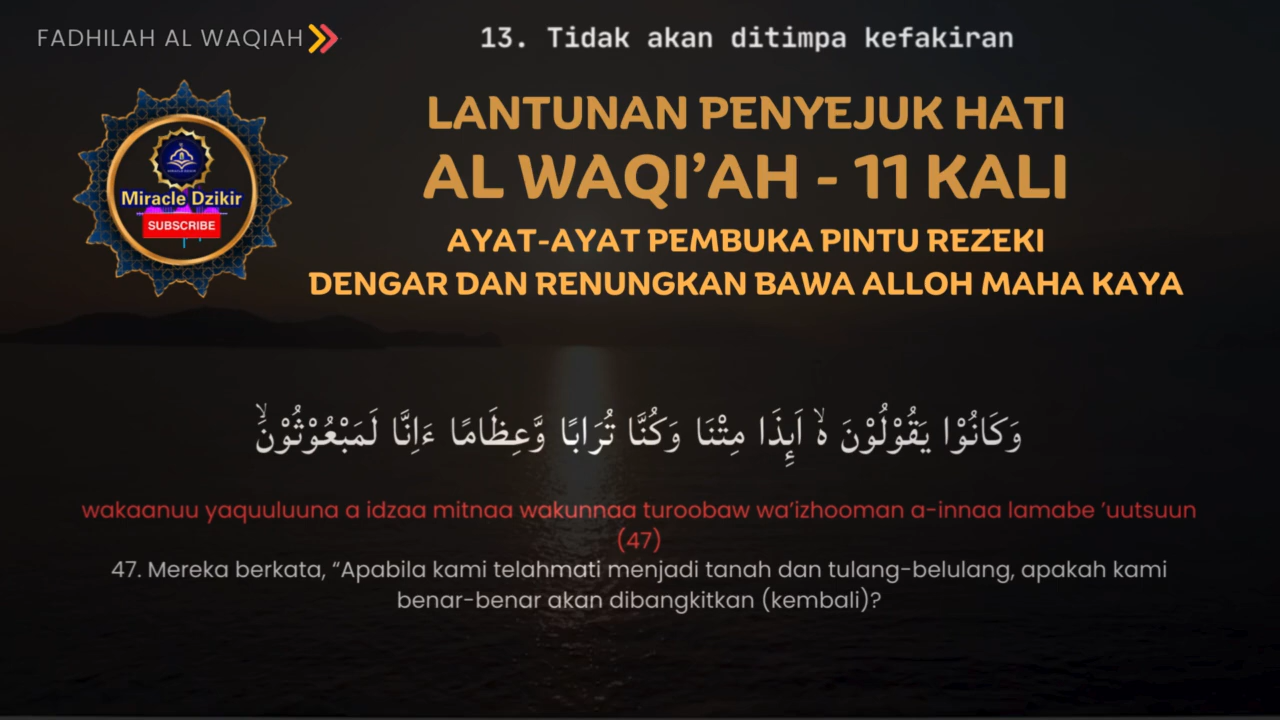 FADHILAH AL WAQIAH
13. Tidak akan ditimpa kefakiran
LANTUNAN PENYEJUK HATI
AL WAQI’AH - 11 KALI
AYAT-AYAT PEMBUKA PINTU REZEKI
DENGAR DAN RENUNGKAN BAWA ALLOH MAHA KAYA
Miracle Dzikir
SUBSCRIBE
وَكَانُوْا يَقُوْلُوْنَ ەۙ اَىِٕذَا مِتْنَا وَكُنَّا تُرَابًا وَّعِظَامًا ءَاِنَّا لَمَبْعُوْثُوْنَۙ
wakaanuu yaquuluuna a idzaa mitnaa wakunnaa turoobaw wa’izhooman a-innaa lamabe ’uutsuun
(47)
47. Mereka berkata, “Apabila kami telahmati menjadi tanah dan tulang-belulang, apakah kami
benar-benar akan dibangkitkan (kembali)?